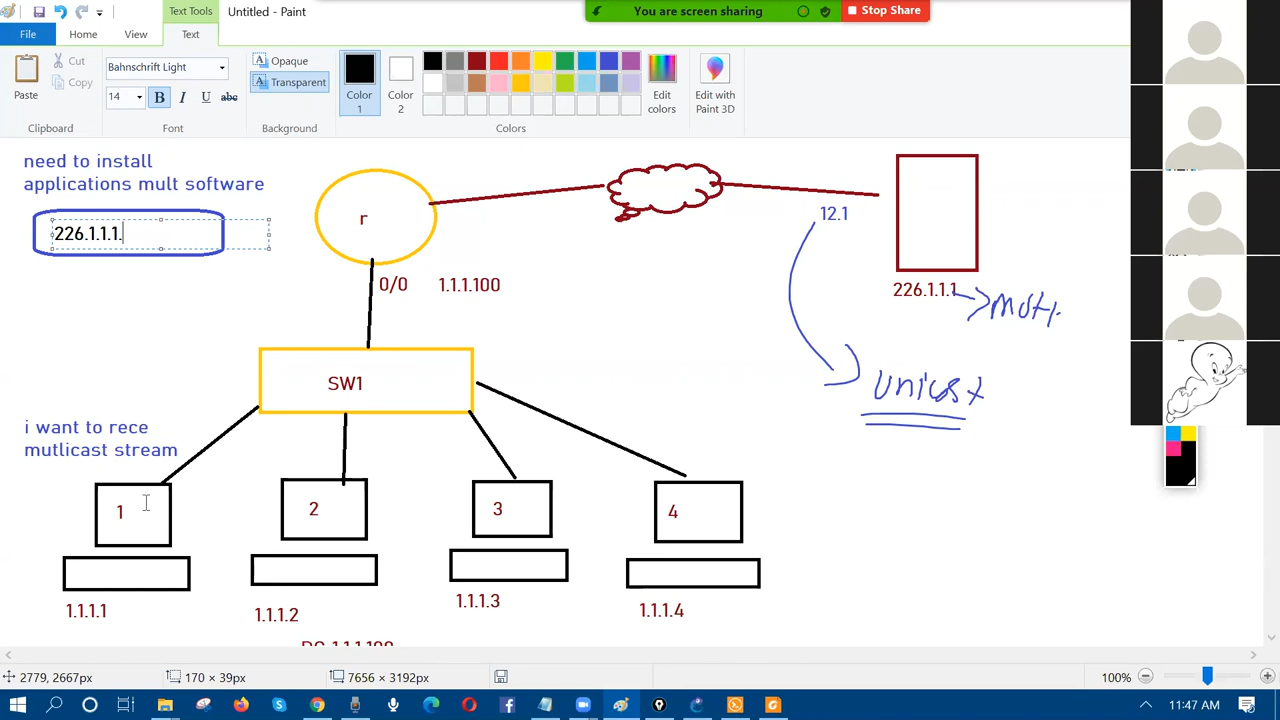 Text Tools
Untitled - Paint
You are screen sharing
Stop Share
File
Home
View
Text
Paste
Cut
Copy
Clipboard
Bahnschrift Light
14
B
I
U
abc
Font
Opaque
Transparent
Background
Color
1
Color
2
Edit
colors
Edit with
Paint 3D
Colors
need to install
applications mult software
226.1.1.1.
r
0/0
1.1.1.100
12.1
226.1.1.1
unicast
SW1
i want to rece
mutlicast stream
1
2
3
4
1.1.1.1
1.1.1.2
1.1.1.3
1.1.1.4
2779, 2667px
170 × 39px
7656 × 3192px
100%
11:47 AM